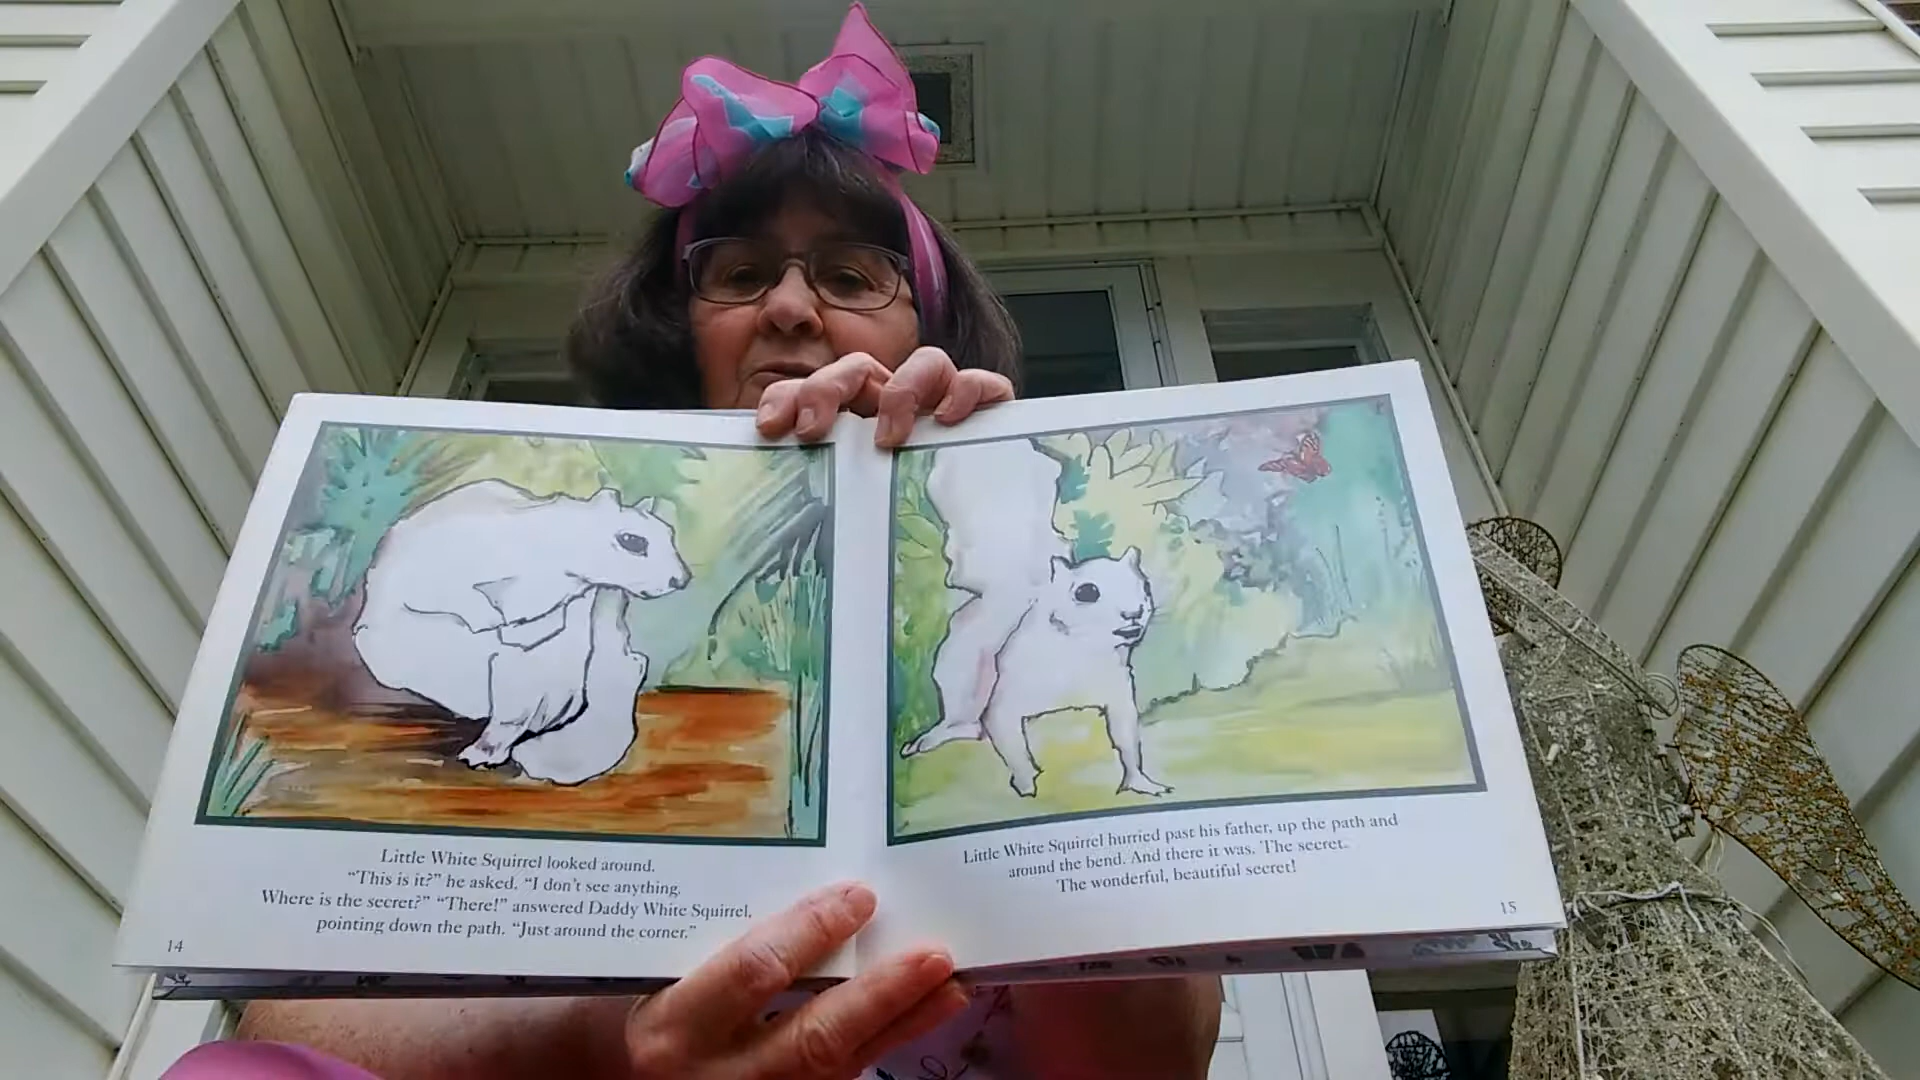 Little White Squirrel looked around.
“This is it?” he asked. “I don’t see anything.
Where is the secret?” “There!” answered Daddy White Squirrel,
pointing down the path. “Just around the corner.”
14
Little White Squirrel hurried past his father, up the path and
around the bend. And there it was. The secret.
The wonderful, beautiful secret!
15